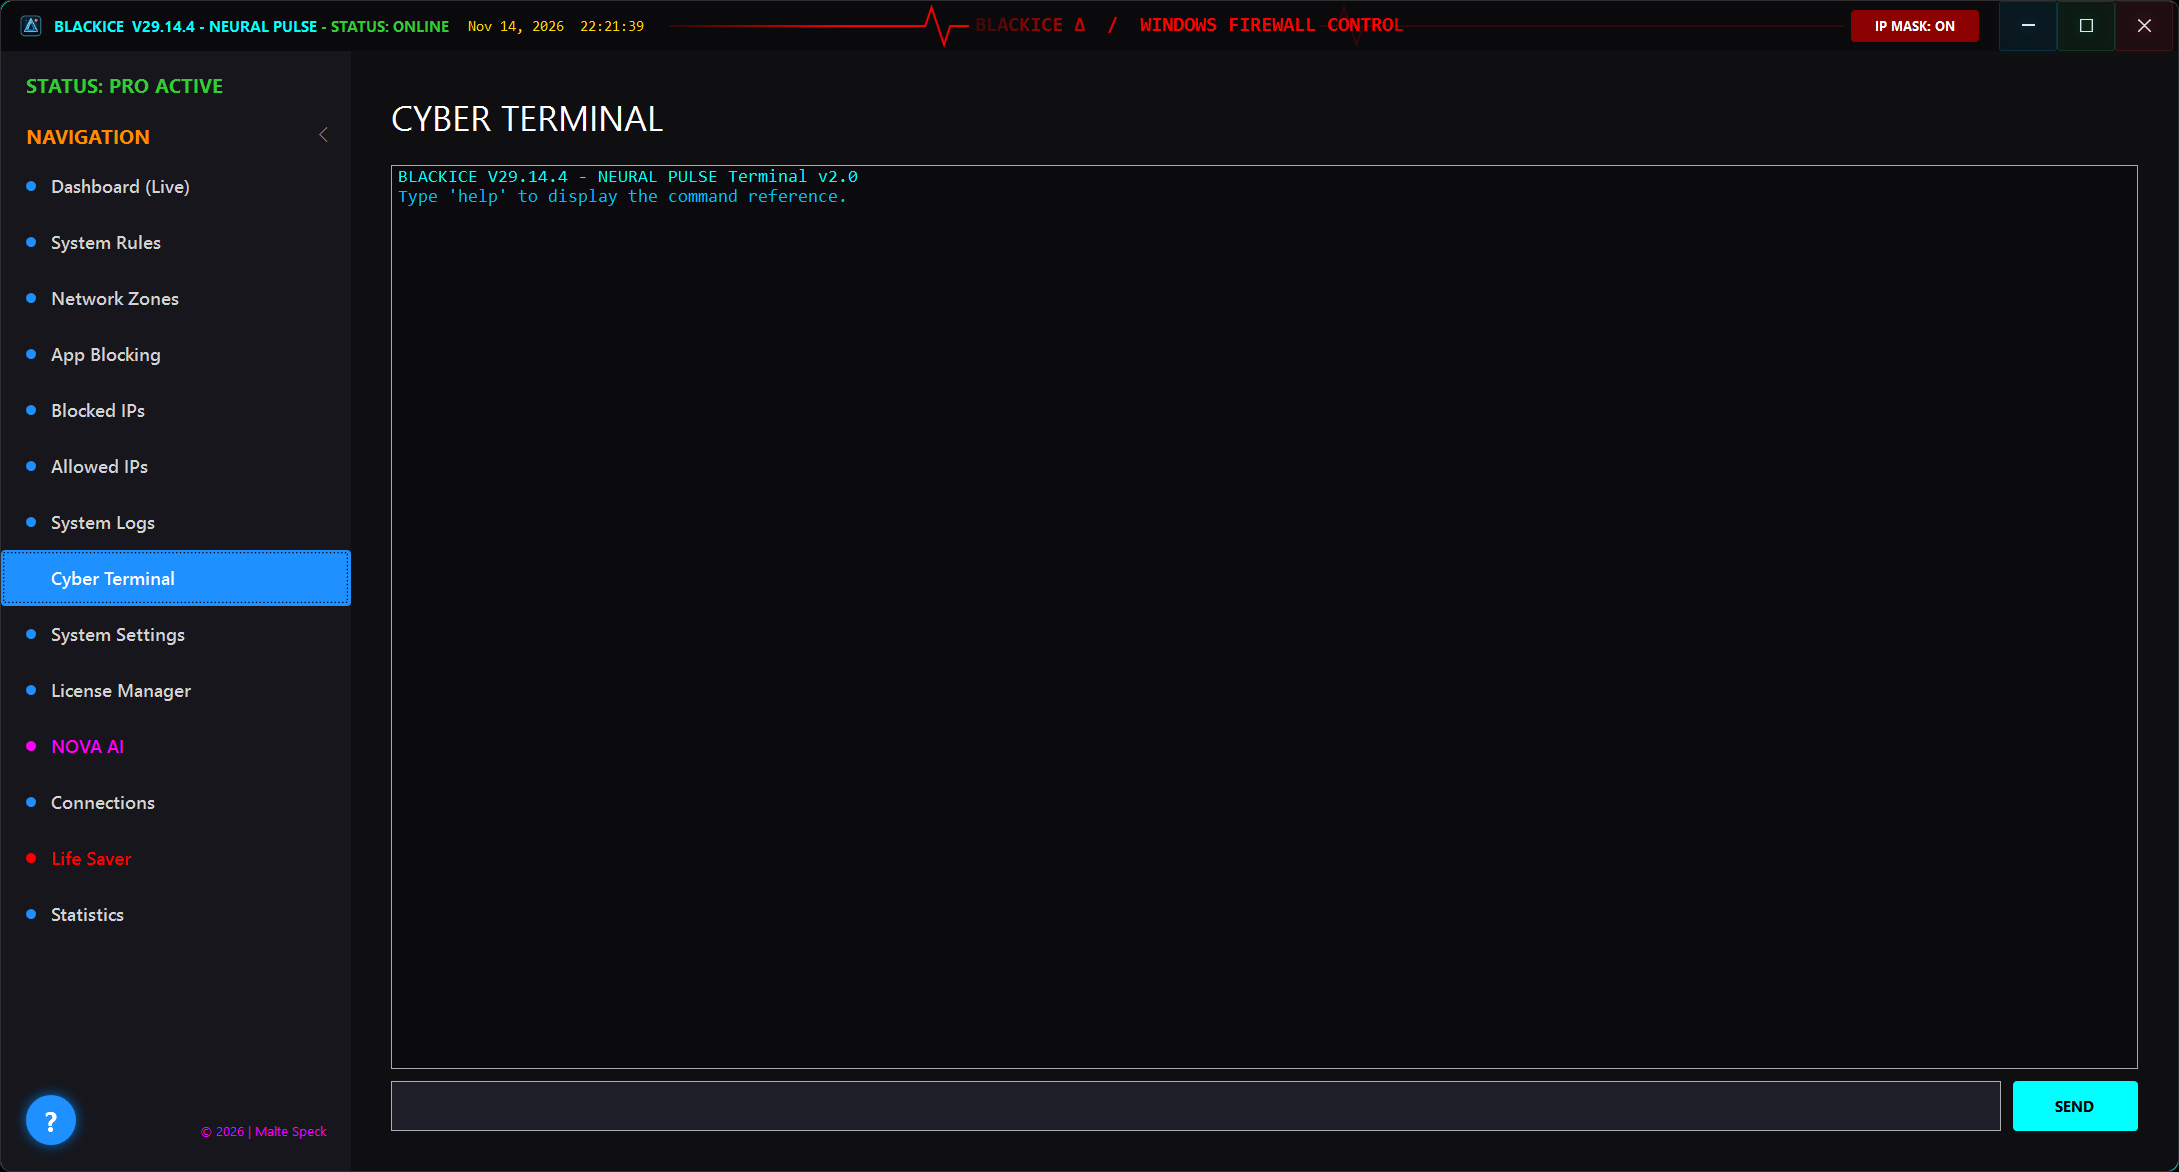 BLACKICE V29.14.4 - NEURAL PULSE - STATUS: ONLINE Nov 14, 2026 22:21:39 BLACKICE Δ / WINDOWS FIREWALL CONTROL IP MASK: ON
STATUS: PRO ACTIVE
NAVIGATION
Dashboard (Live)
System Rules
Network Zones
App Blocking
Blocked IPs
Allowed IPs
System Logs
Cyber Terminal
System Settings
License Manager
NOVA AI
Connections
Life Saver
Statistics
?
© 2026 | Malte Speck
CYBER TERMINAL
BLACKICE V29.14.4 - NEURAL PULSE Terminal v2.0
Type 'help' to display the command reference.
SEND